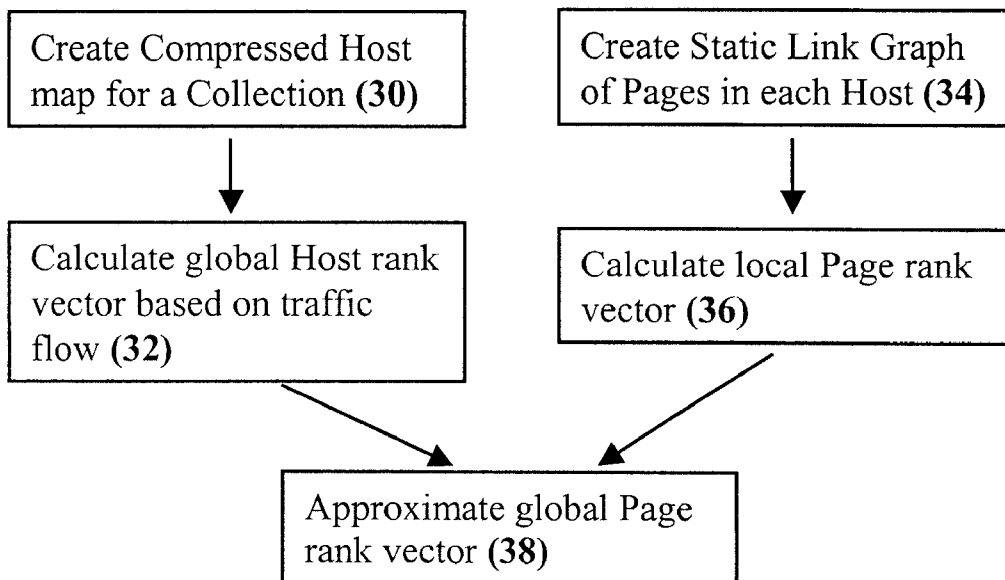 Create Compressed Host
map for a Collection (30)
Create Static Link Graph
of Pages in each Host (34)
Calculate global Host rank
vector based on traffic
flow (32)
Calculate local Page rank
vector (36)
Approximate global Page
rank vector (38)